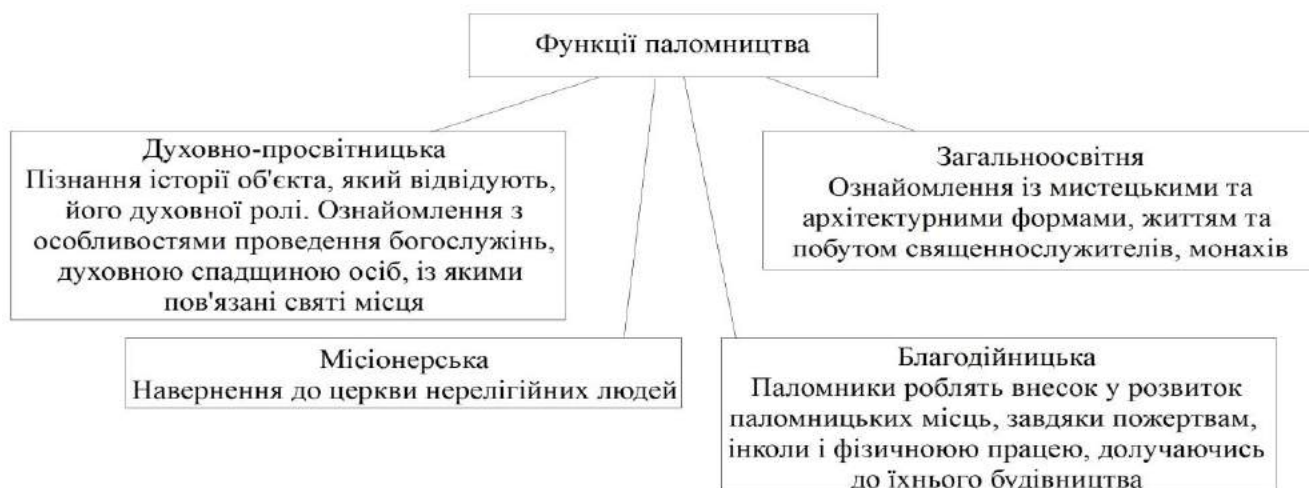 Функції паломництва
Духовно-просвітницька
Пізнання історії об'єкта, який відвідують,
його духовної ролі. Ознайомлення з
особливостями проведення богослужінь,
духовною спадщиною осіб, із якими
пов'язані святі місця
Загальноосвітня
Ознайомлення із мистецькими та
архітектурними формами, життям та
побутом священнослужителів, монахів
Місіонерська
Навернення до церкви нерелігійних людей
Благодійницька
Паломники роблять внесок у розвиток
паломницьких місць, завдяки пожертвам,
інколи і фізичноюю працею, долучаючись
до їхнього будівництва